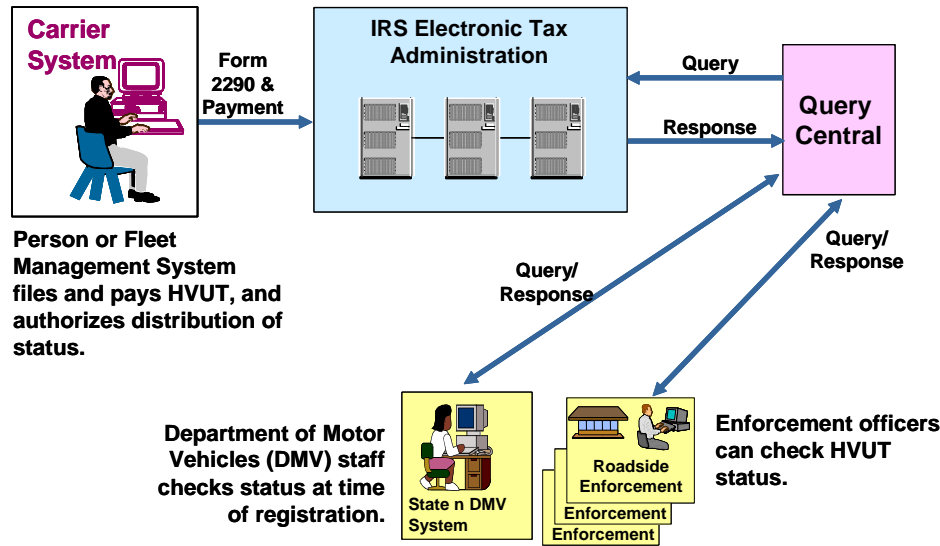 Carrier
System
Form
2290 &
Payment
IRS Electronic Tax
Administration
Query
Response
Query
Central
Person or Fleet
Management System
files and pays HVUT, and
authorizes distribution of
status.
Query/
Response
Query/
Response
Department of Motor
Vehicles (DMV) staff
checks status at time
of registration.
State n DMV
System
Roadside
Enforcement
Enforcement
Enforcement
Enforcement officers
can check HVUT
status.